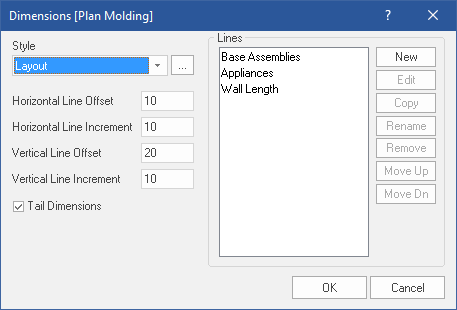 Dimensions [Plan Molding]
?
Style
Layout
...
Horizontal Line Offset 10
Horizontal Line Increment 10
Vertical Line Offset 20
Vertical Line Increment 10
Tail Dimensions
Lines
Base Assemblies
Appliances
Wall Length
New
Edit
Copy
Rename
Remove
Move Up
Move Dn
OK
Cancel